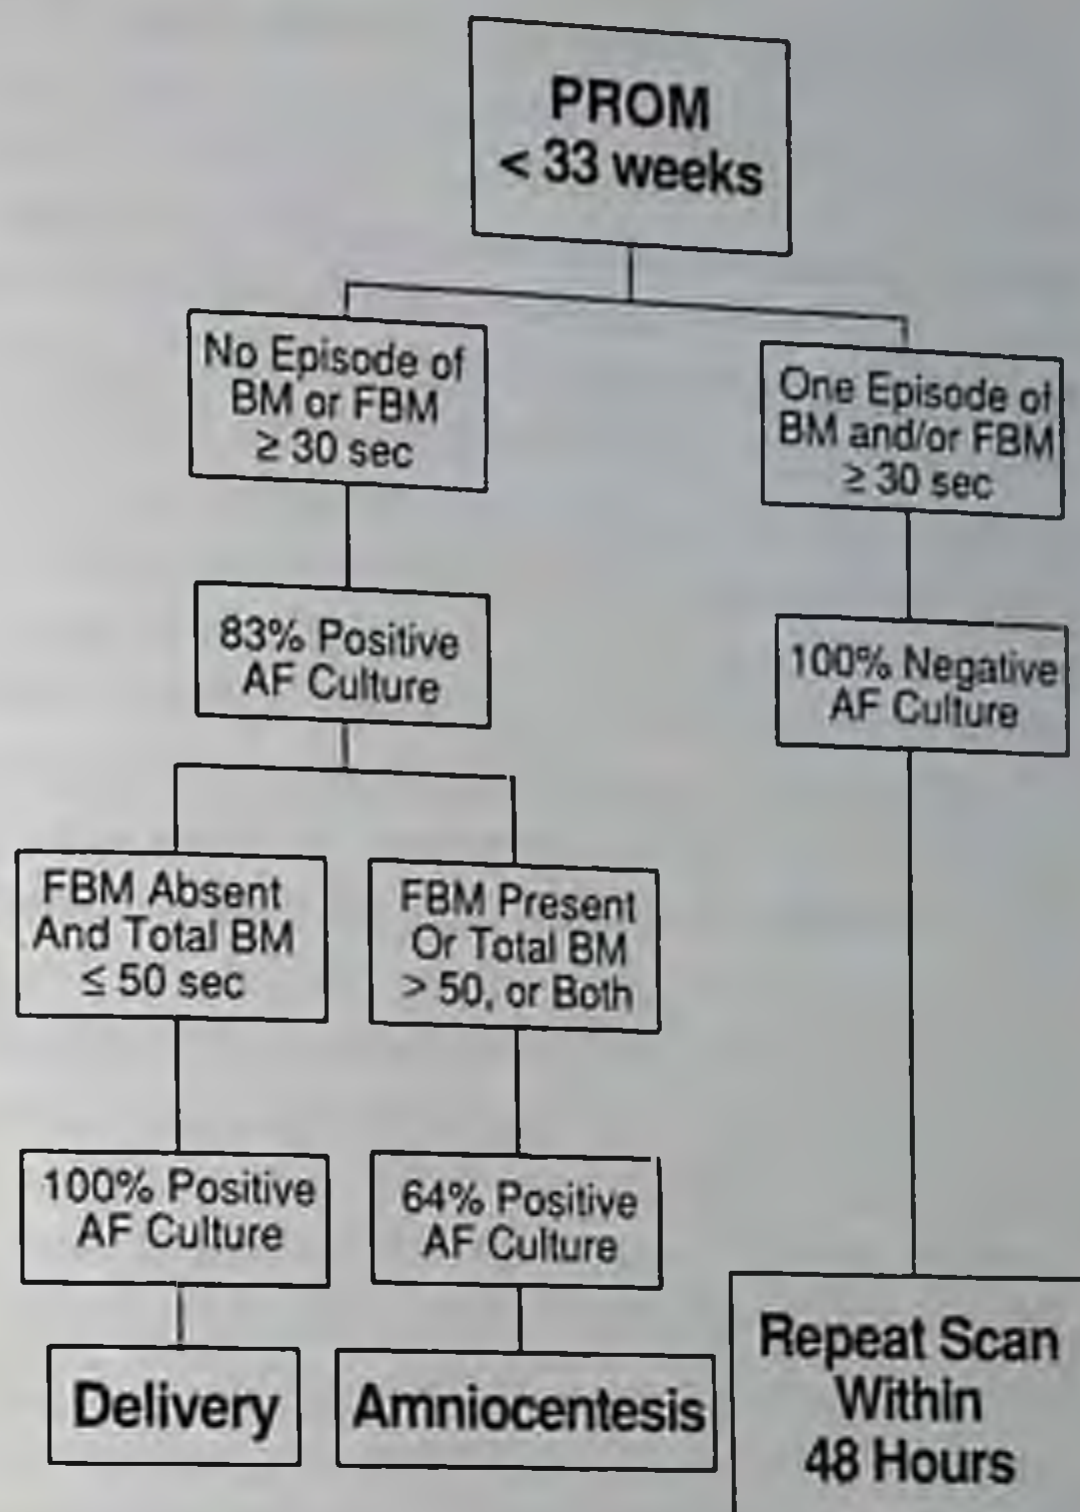 PROM
< 33 weeks
No Episode of
BM or FBM
≥ 30 sec
One Episode of
BM and/or FBM
≥ 30 sec
83% Positive
AF Culture
100% Negative
AF Culture
FBM Absent
And Total BM
≤ 50 sec
FBM Present
Or Total BM
> 50, or Both
100% Positive
AF Culture
64% Positive
AF Culture
Delivery
Amniocentesis
Repeat Scan
Within
48 Hours